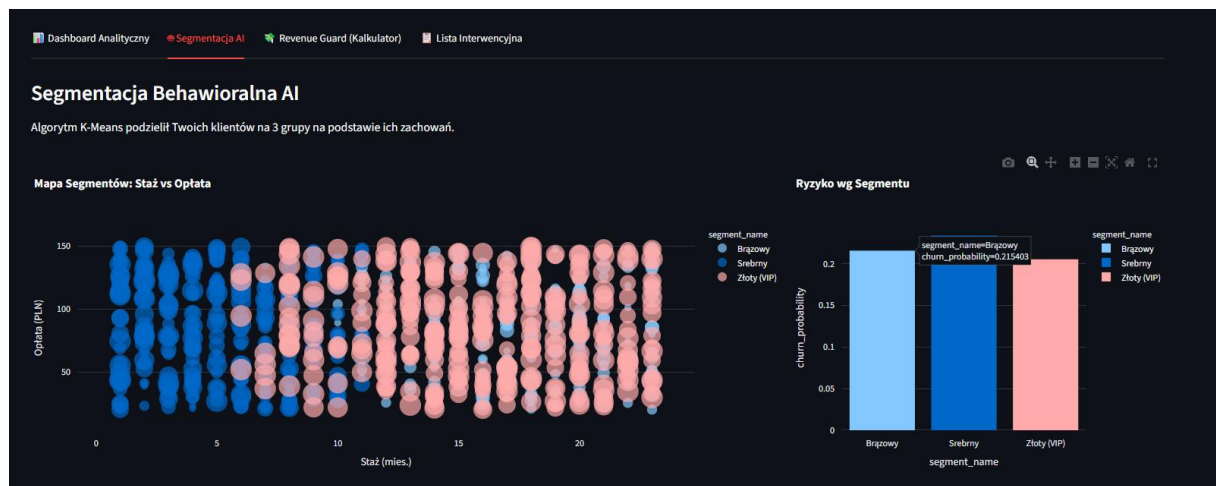 Dashboard Analityczny Segmentacja AI Revenue Guard (Kalkulator) Lista Interwencyjna
Segmentacja Behawioralna AI
Algorytm K-Means podzielił Twoich klientów na 3 grupy na podstawie ich zachowań.
Mapa Segmentów: Staż vs Opłata
150
100
50
Opłata (PLN)
0 5 10 15 20
Staż (mies.)
segment_name
Brązowy
Srebrny
Złoty (VIP)
Ryzyko wg Segmentu
segment_name=Brązowy
churn_probability=0.215403
0.2
0.15
0.1
0.05
0
churn_probability
Brązowy Srebrny Złoty (VIP)
segment_name
segment_name
Brązowy
Srebrny
Złoty (VIP)